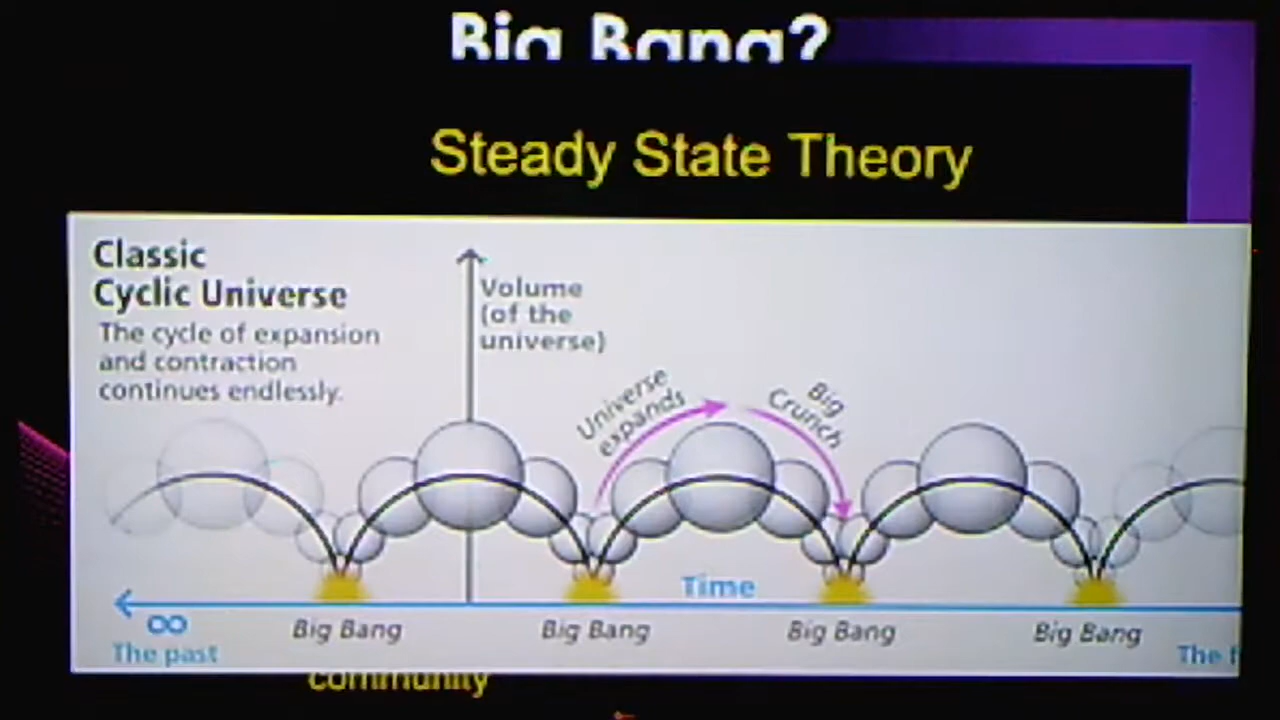 Big Bang?
Steady State Theory
Classic
Cyclic Universe
The cycle of expansion
and contraction
continues endlessly.
Volume
(of the
universe)
Universe
expands
Big
Crunch
Time
∞
The past
Big Bang
Big Bang
Big Bang
Big Bang
The f
community